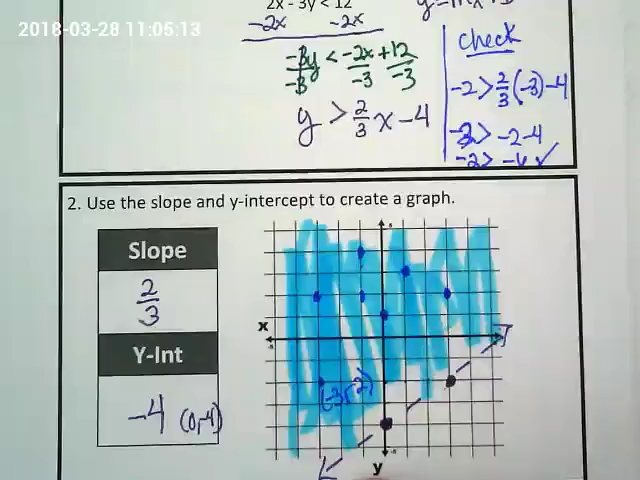 2018-03-28 11:05:13
2x - 3y < 12
-2x -2x
-3y < -2x + 12
-3 -3 -3
y > 2/3 x - 4
check
-2 > 2/3 (-3) - 4
-2 > -2 - 4
-2 > -6 ✓
2. Use the slope and y-intercept to create a graph.
Slope
2/3
Y-Int
-4 (0,-4)
x
(-3,-2)
y